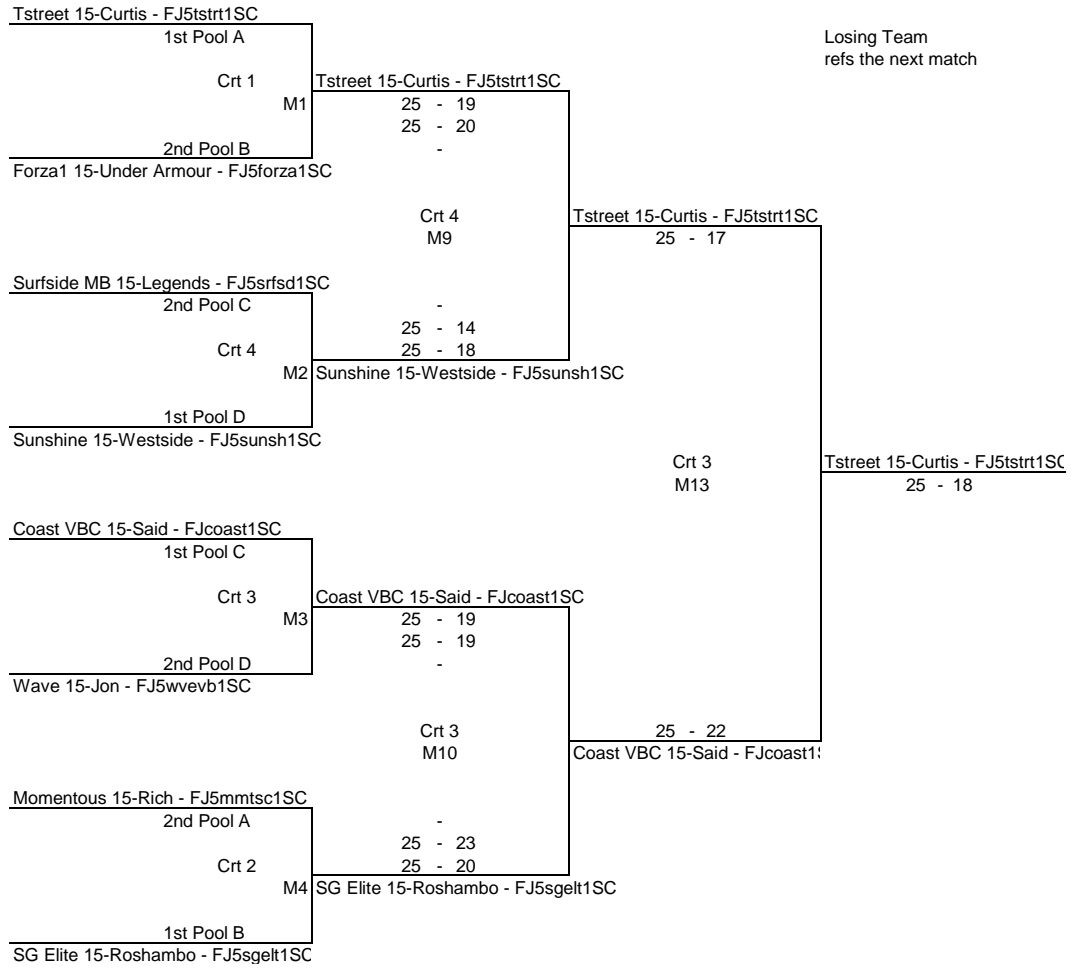 Tstreet 15-Curtis - FJ5tstrt1SC
1st Pool A
Losing Team
refs the next match
Crt 1
Tstreet 15-Curtis - FJ5tstrt1SC
M1
25 - 19
25 - 20
2nd Pool B
-
Forza1 15-Under Armour - FJ5forza1SC
Crt 4
Tstreet 15-Curtis - FJ5tstrt1SC
M9
25 - 17
Surfside MB 15-Legends - FJ5srfsd1SC
2nd Pool C
-
25 - 14
Crt 4
25 - 18
M2
Sunshine 15-Westside - FJ5sunsh1SC
1st Pool D
Sunshine 15-Westside - FJ5sunsh1SC
Crt 3
Tstreet 15-Curtis - FJ5tstrt1SC
M13
25 - 18
Coast VBC 15-Said - FJcoast1SC
1st Pool C
Crt 3
Coast VBC 15-Said - FJcoast1SC
M3
25 - 19
25 - 19
2nd Pool D
-
Wave 15-Jon - FJ5wvevb1SC
Crt 3
25 - 22
M10
Coast VBC 15-Said - FJcoast1
Momentous 15-Rich - FJ5mmtsc1SC
2nd Pool A
-
25 - 23
Crt 2
25 - 20
M4
SG Elite 15-Roshambo - FJ5sgelt1SC
1st Pool B
SG Elite 15-Roshambo - FJ5sgelt1SC